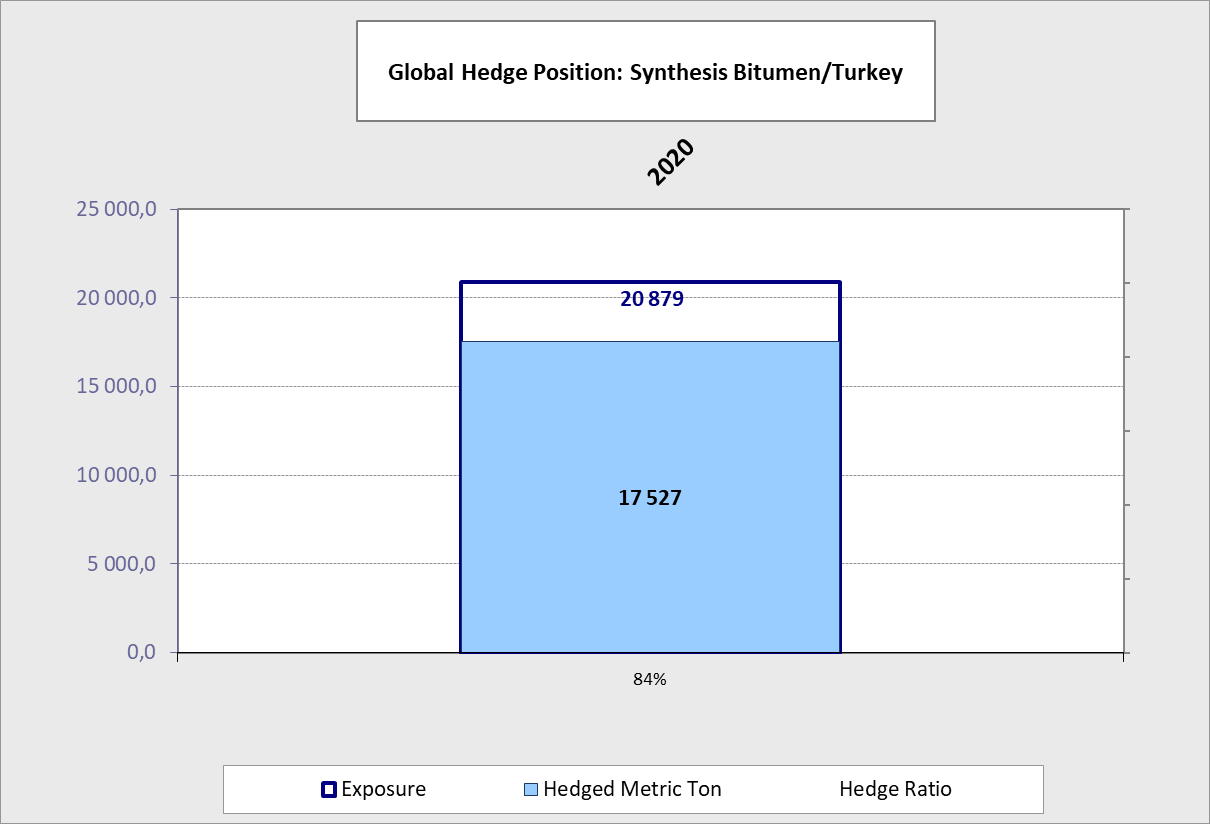 Global Hedge Position: Synthesis Bitumen/Turkey
2020
25 000,0
20 000,0
15 000,0
10 000,0
5 000,0
0,0
20 879
17 527
84%
Exposure
Hedged Metric Ton
Hedge Ratio